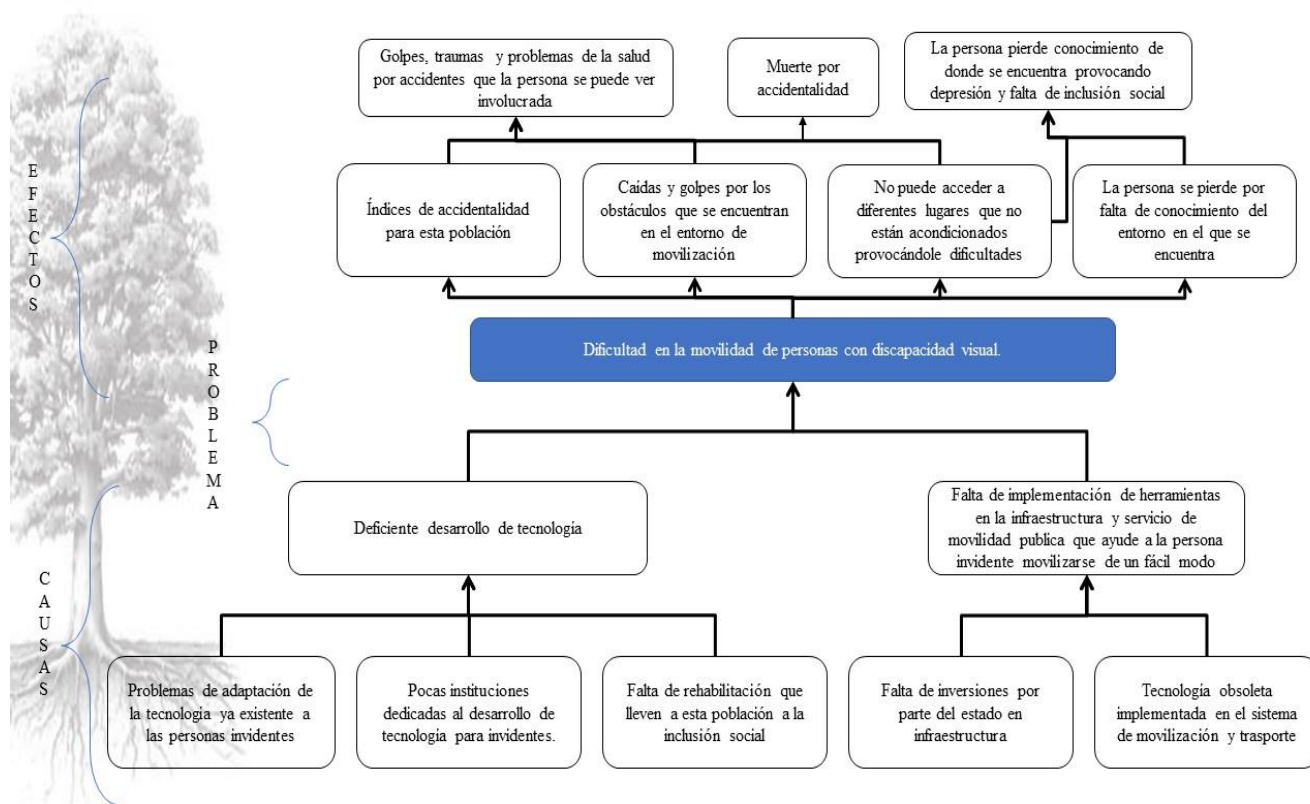 Golpes, traumas y problemas de la salud
por accidentes que la persona se puede ver
involucrada
Muerte por
accidentalidad
La persona pierde conocimiento de
donde se encuentra provocando
depresión y falta de inclusión social
EFECTOS
Índices de accidentalidad
para esta población
Caídas y golpes por los
obstáculos que se encuentran
en el entorno de
movilización
No puede acceder a
diferentes lugares que no
están acondicionados
provocándole dificultades
La persona se pierde por
falta de conocimiento del
entorno en el que se
encuentra
PROBLEMA
Dificultad en la movilidad de personas con discapacidad visual.
Deficiente desarrollo de tecnología
Falta de implementación de herramientas
en la infraestructura y servicio de
movilidad publica que ayude a la persona
invidente movilizarse de un fácil modo
CAUSAS
Problemas de adaptación de
la tecnología ya existente a
las personas invidentes
Pocas instituciones
dedicadas al desarrollo de
tecnología para invidentes.
Falta de rehabilitación que
lleven a esta población a la
inclusión social
Falta de inversiones por
parte del estado en
infraestructura
Tecnología obsoleta
implementada en el sistema
de movilización y trasporte